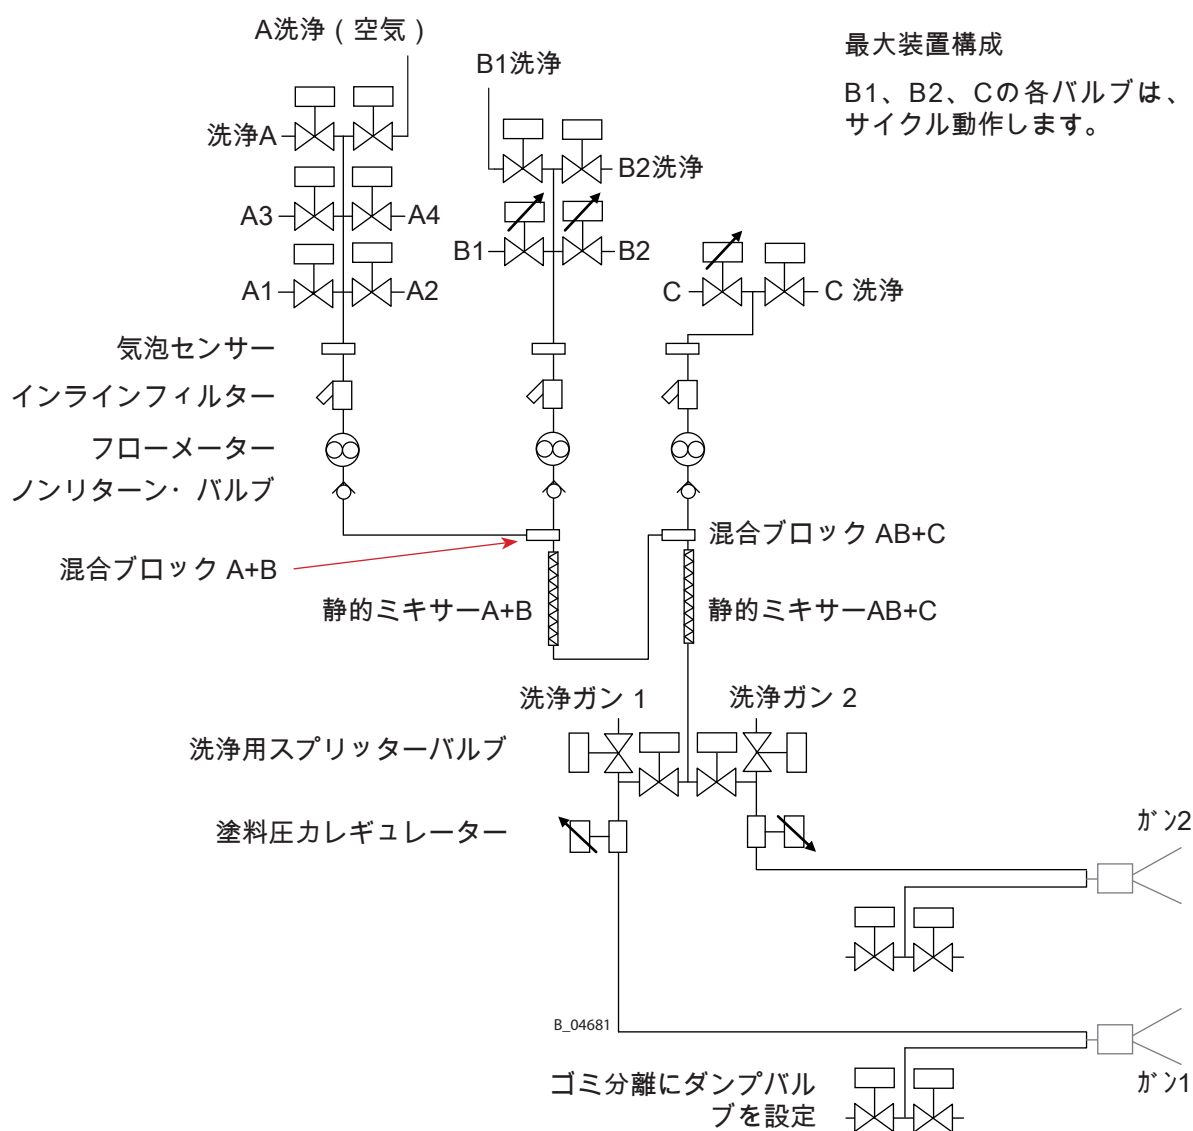 A洗浄（空気）
最大装置構成
B1、B2、Cの各バルブは、
サイクル動作します。
B1洗浄
洗浄A
B2洗浄
A3
A4
B1
B2
A1
A2
C
C 洗浄
気泡センサー
インラインフィルター
フローメーター
ノンリターン・バルブ
混合ブロック AB+C
混合ブロック A+B
静的ミキサーA+B
静的ミキサーAB+C
洗浄ガン 1
洗浄ガン 2
洗浄用スプリッターバルブ
塗料圧力レギュレーター
ｶﾞﾝ2
B_04681
ゴミ分離にダンプバル
ブを設定
ｶﾞﾝ1